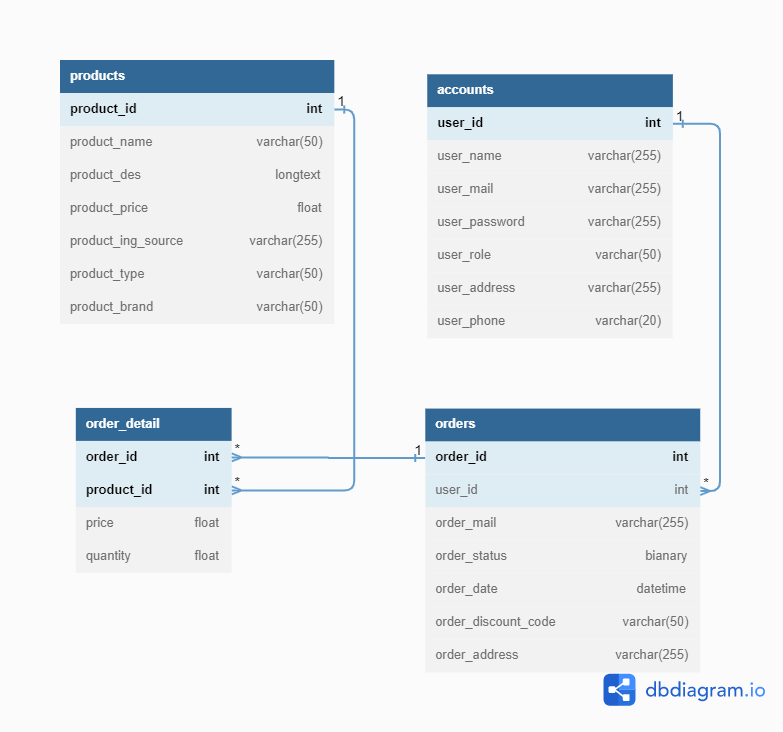 products
product_id int
product_name varchar(50)
product_des longtext
product_price float
product_ing_source varchar(255)
product_type varchar(50)
product_brand varchar(50)
1
accounts
user_id int
user_name varchar(255)
user_mail varchar(255)
user_password varchar(255)
user_role varchar(50)
user_address varchar(255)
user_phone varchar(20)
1
order_detail
order_id int
product_id int
price float
quantity float
*
*
1
orders
order_id int
user_id int
order_mail varchar(255)
order_status bianary
order_date datetime
order_discount_code varchar(50)
order_address varchar(255)
*
dbdiagram.io